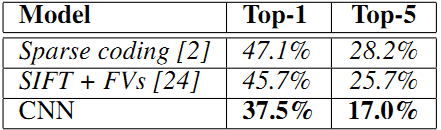 Model Top-1 Top-5
Sparse coding [2] 47.1% 28.2%
SIFT + FVs [24] 45.7% 25.7%
CNN 37.5% 17.0%